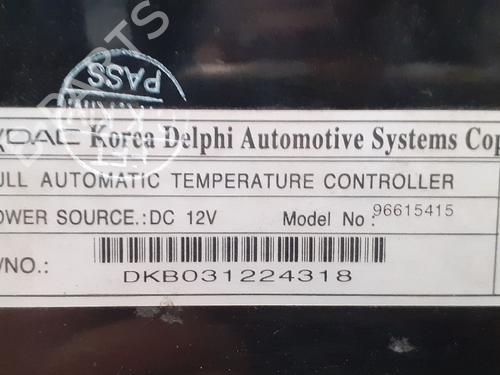 PASS
KDAC Korea Delphi Automotive Systems Cop
ULL AUTOMATIC TEMPERATURE CONTROLLER
OWER SOURCE.:DC 12V Model No : 96615415
/NO.:
DKB031224318